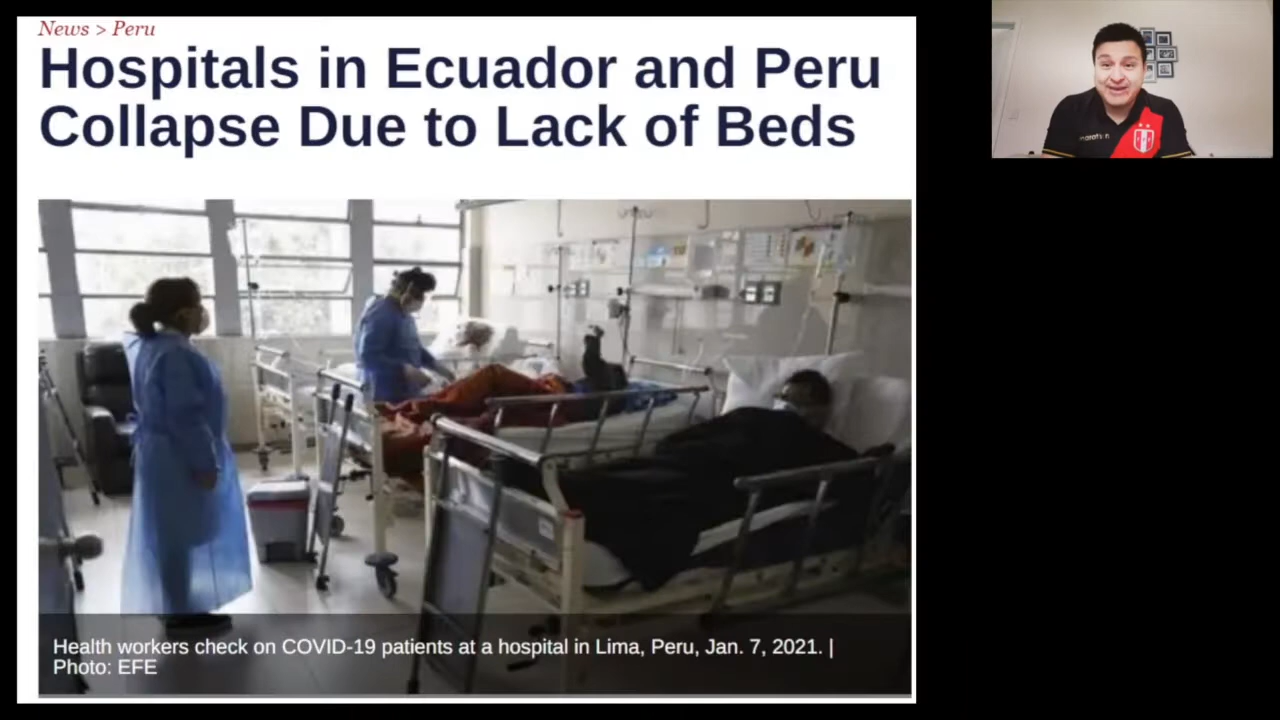 News > Peru
Hospitals in Ecuador and Peru
Collapse Due to Lack of Beds
Health workers check on COVID-19 patients at a hospital in Lima, Peru, Jan. 7, 2021. |
Photo: EFE